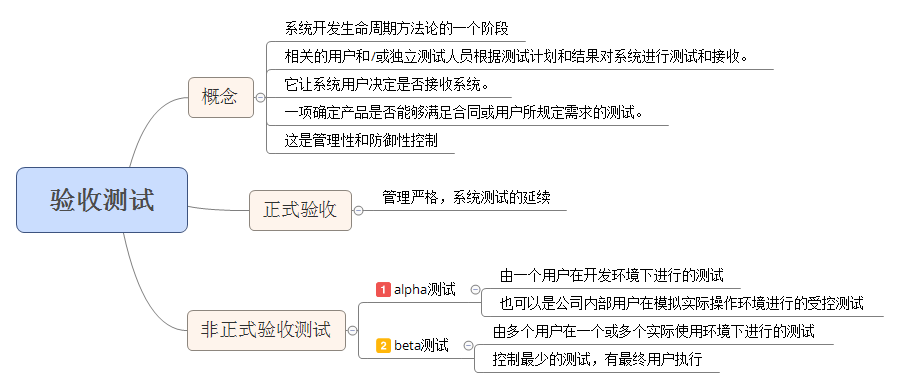 验收测试
概念
系统开发生命周期方法论的一个阶段
相关的用户和/或独立测试人员根据测试计划和结果对系统进行测试和接收。
它让系统用户决定是否接收系统。
一项确定产品是否能够满足合同或用户所规定需求的测试。
这是管理性和防御性控制
正式验收
管理严格，系统测试的延续
非正式验收测试
1 alpha测试
由一个用户在开发环境下进行的测试
也可以是公司内部用户在模拟实际操作环境进行的受控测试
2 beta测试
由多个用户在一个或多个实际使用环境下进行的测试
控制最少的测试，有最终用户执行